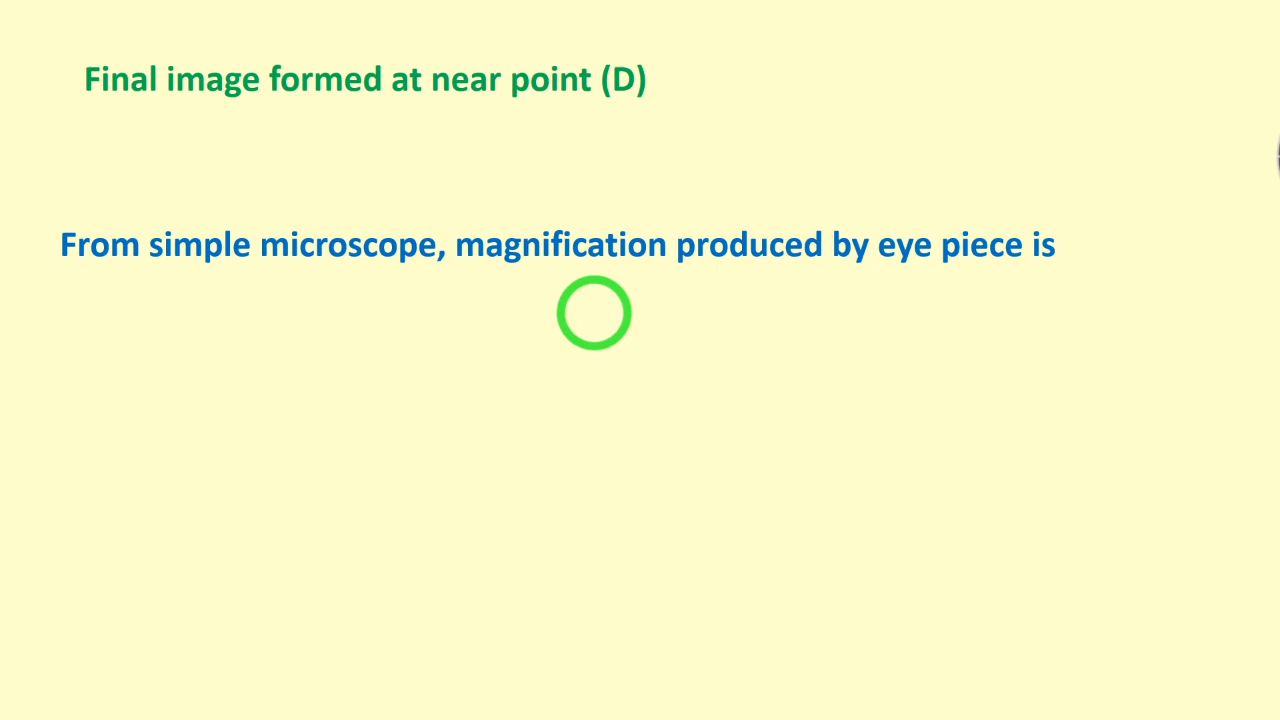 Final image formed at near point (D)
From simple microscope, magnification produced by eye piece is